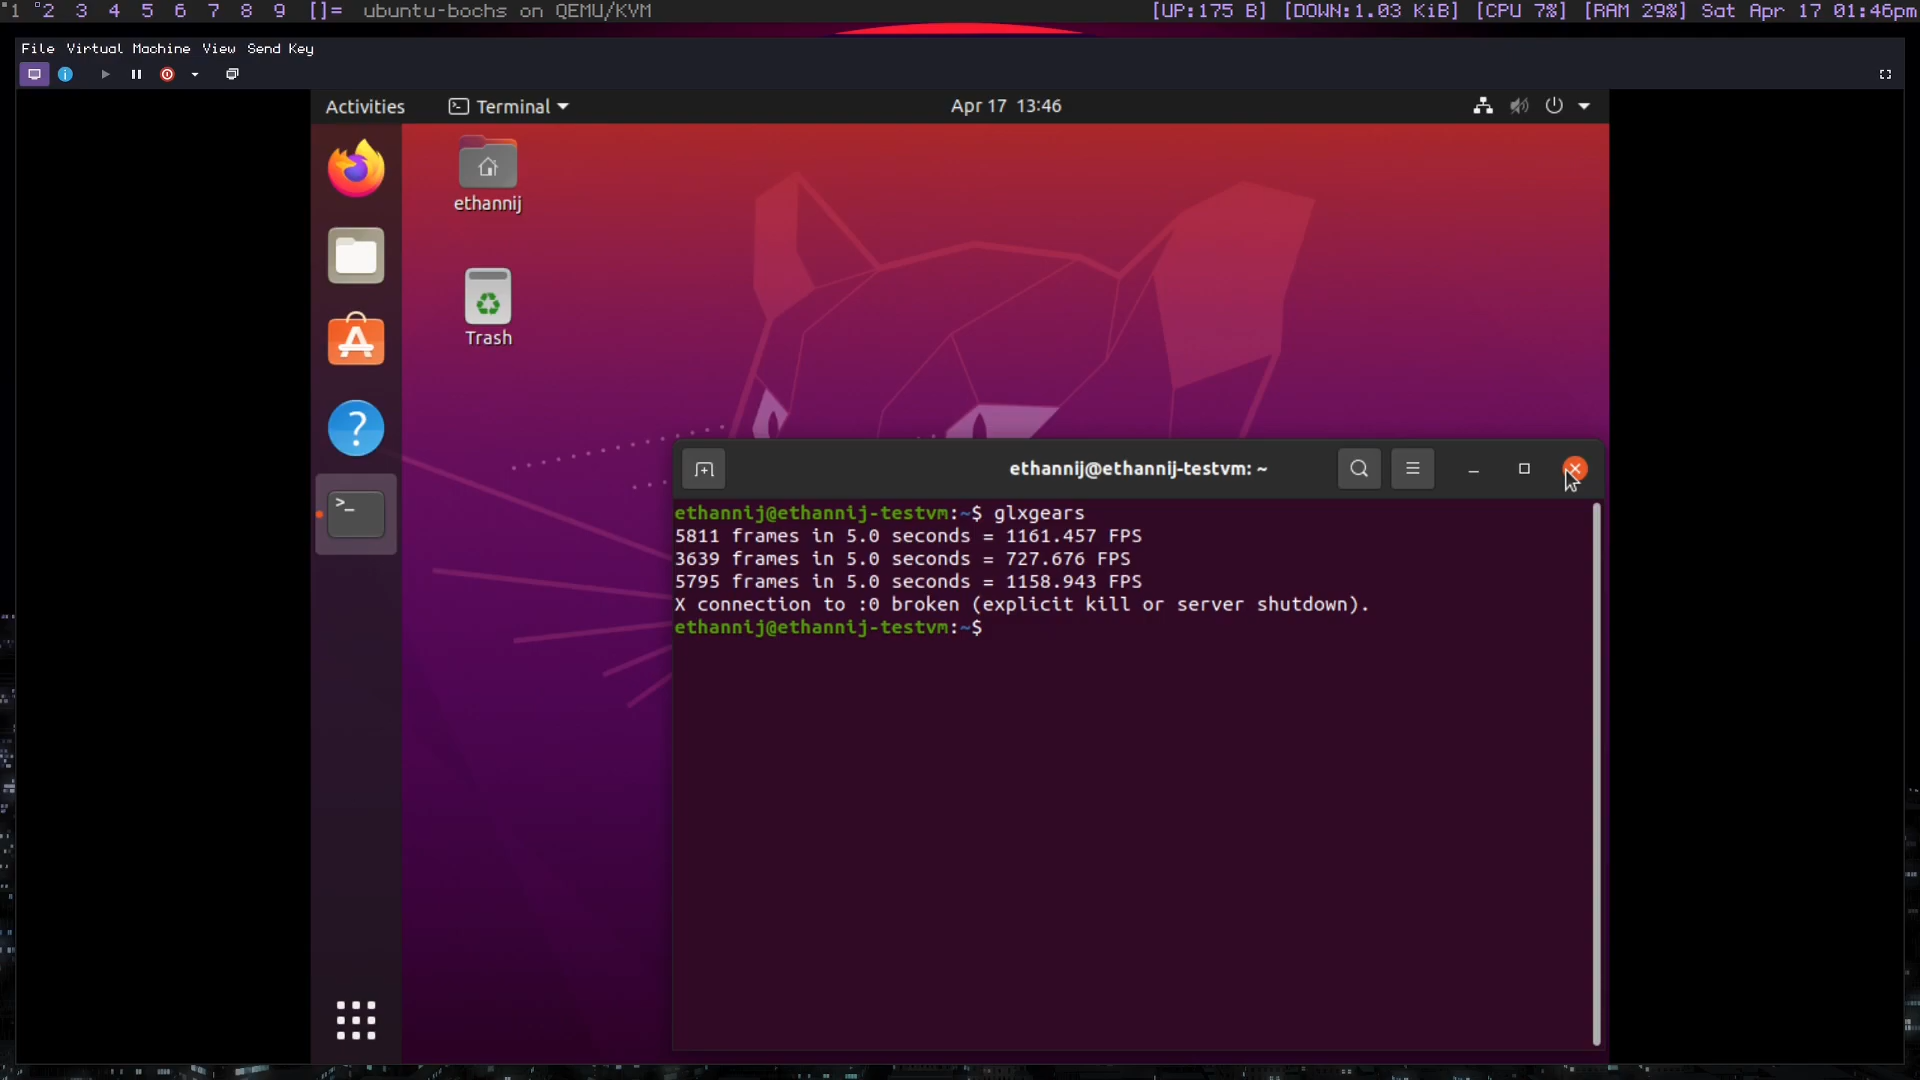 1 2 3 4 5 6 7 8 9 []= ubuntu-bochs on QEMU/KVM [UP:175 B] [DOWN:1.03 KiB] [CPU 7%] [RAM 29%] Sat Apr 17 01:46pm
File Virtual Machine View Send Key
Activities Terminal Apr 17 13:46
ethannij
Trash
ethannij@ethannij-testvm: ~
ethannij@ethannij-testvm:~$ glxgears
5811 frames in 5.0 seconds = 1161.457 FPS
3639 frames in 5.0 seconds = 727.676 FPS
5795 frames in 5.0 seconds = 1158.943 FPS
X connection to :0 broken (explicit kill or server shutdown).
ethannij@ethannij-testvm:~$